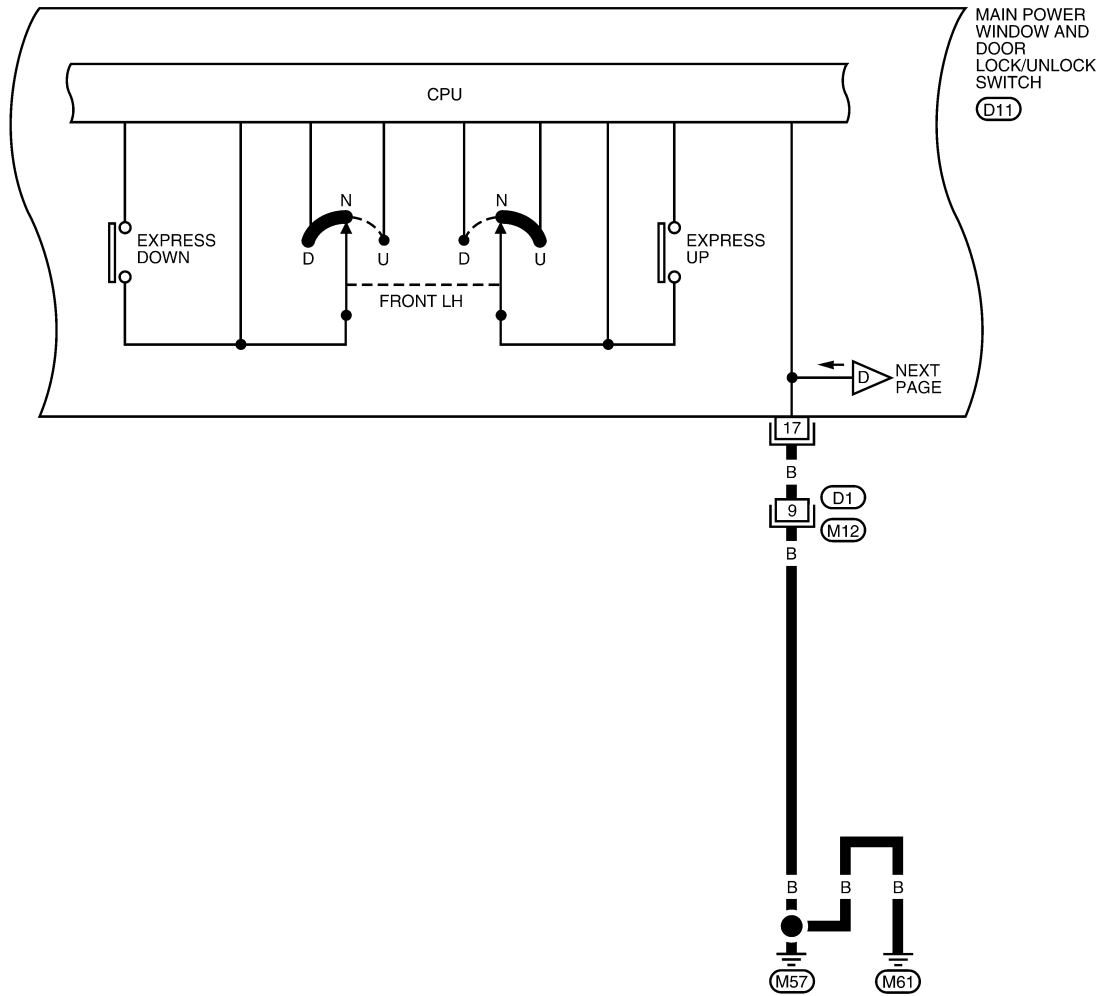 MAIN POWER
WINDOW AND
DOOR
LOCK/UNLOCK
SWITCH
D11
CPU
N
N
EXPRESS
DOWN
D
U
D
U
EXPRESS
UP
FRONT LH
D
NEXT
PAGE
17
B
9
D1
M12
B
B
B
B
M57
M61